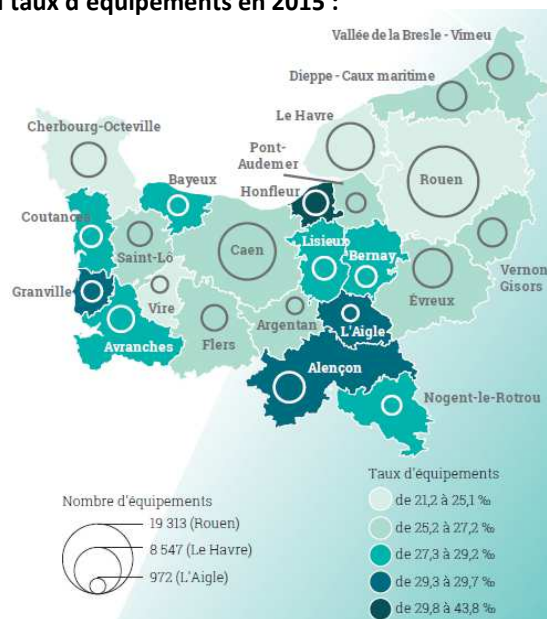 taux d'équipements en 2015 :
Vallée de la Bresle - Vimeu
Dieppe - Caux maritime
Le Havre
Cherbourg-Octeville
Pont-
Audemer
Rouen
Bayeux
Honfleur
Coutances
Lisieux
Caen
Bernay
Saint-Lô
Vernon
Gisors
Granville
Évreux
Vire
Argentan
L'Aigle
Avranches
Flers
Alençon
Nogent-le-Rotrou
Taux d'équipements
de 21,2 à 25,1 ‰
de 25,2 à 27,2 ‰
de 27,3 à 29,2 ‰
de 29,3 à 29,7 ‰
de 29,8 à 43,8 ‰
Nombre d'équipements
19 313 (Rouen)
8 547 (Le Havre)
972 (L'Aigle)